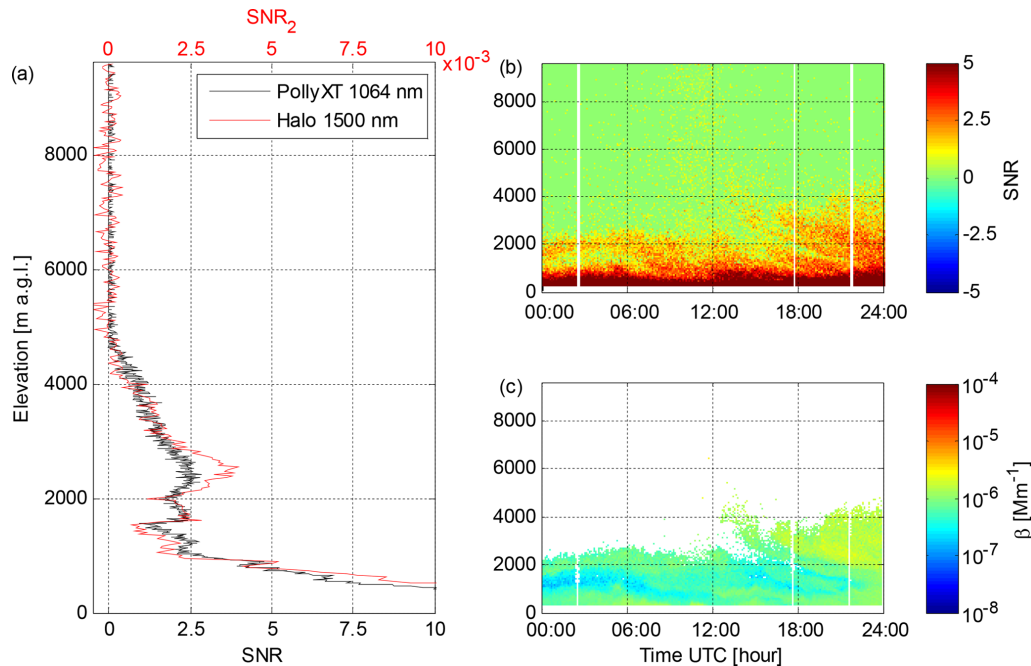 SNR2
0 2.5 5 7.5 10
×10-3
(a)
PollyXT 1064 nm
Halo 1500 nm
8000
6000
4000
2000
0
Elevation [m a.g.l.]
0 2.5 5 7.5 10
SNR
(b)
8000
6000
4000
2000
0
00:00 06:00 12:00 18:00 24:00
5
2.5
0
-2.5
-5
SNR
(c)
8000
6000
4000
2000
0
00:00 06:00 12:00 18:00 24:00
Time UTC [hour]
10-4
10-5
10-6
10-7
10-8
β [Mm-1]